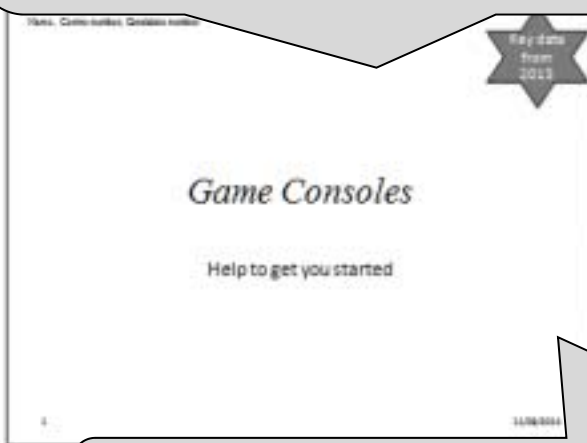 Name, Centre number, Candidate number
Key data
from
2013
Game Consoles
Help to get you started